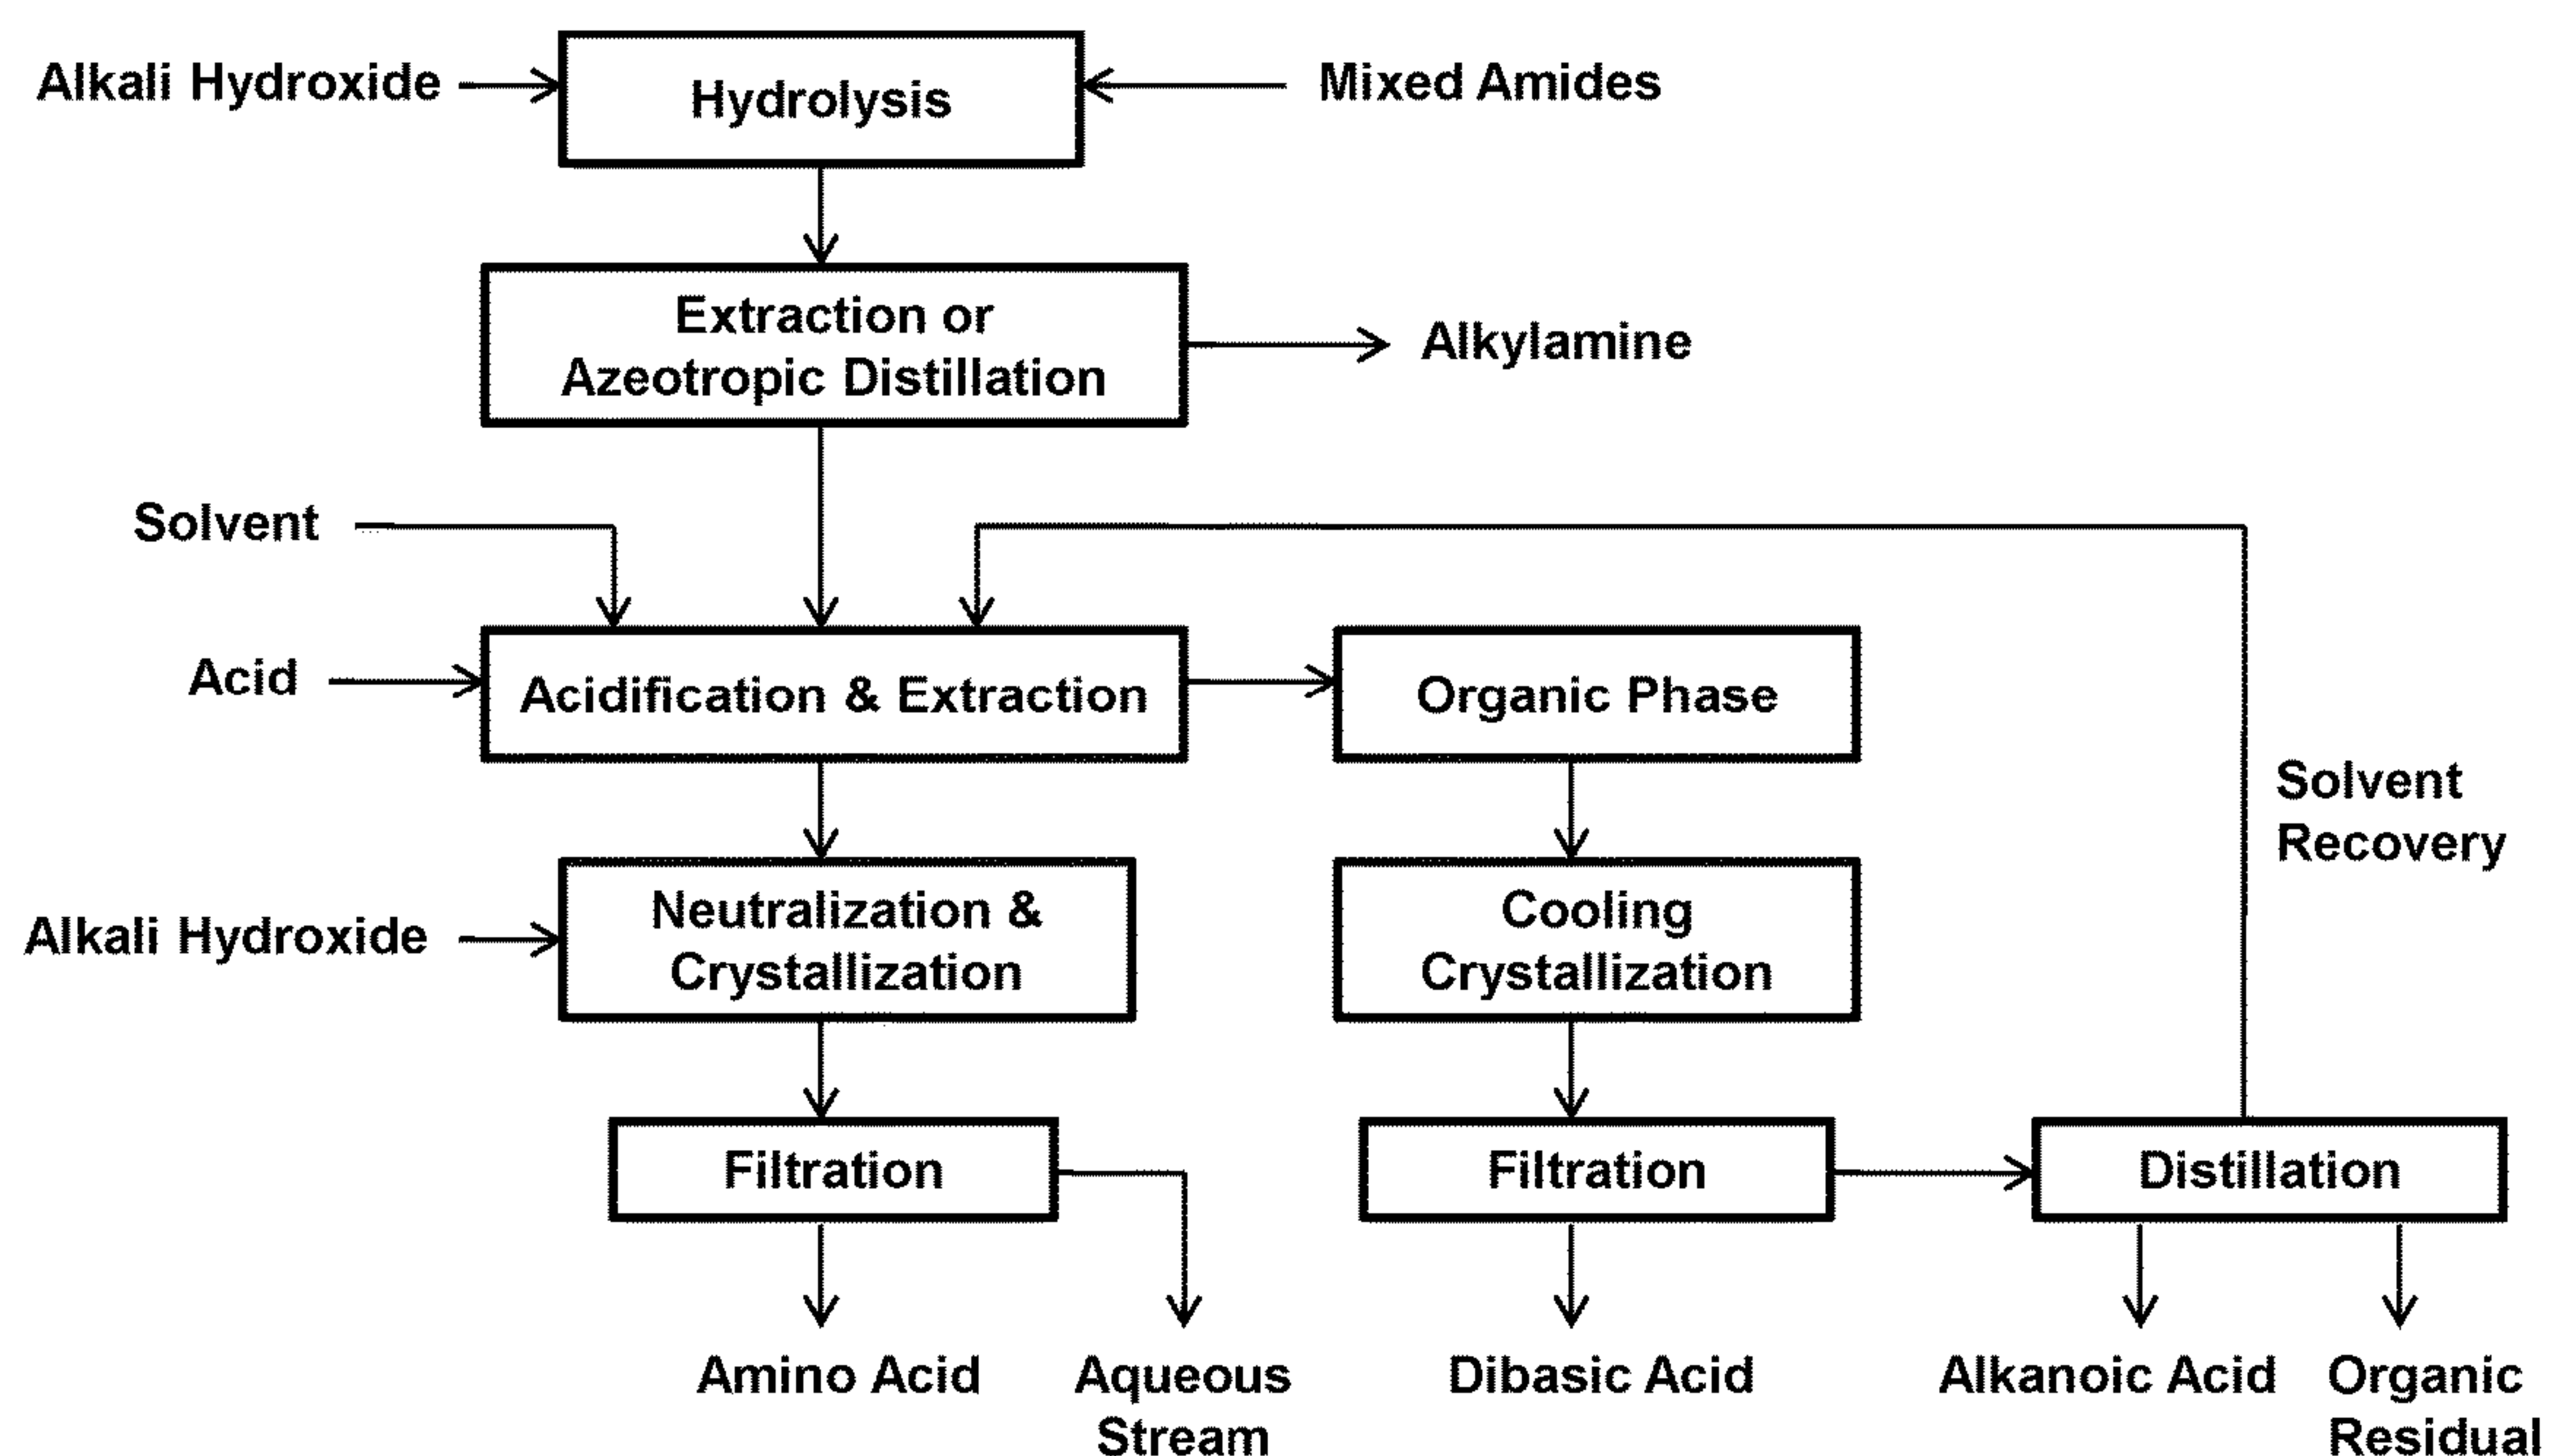 Alkali Hydroxide
Hydrolysis
Mixed Amides
Extraction or
Azeotropic Distillation
Alkylamine
Solvent
Acid
Acidification & Extraction
Organic Phase
Solvent
Recovery
Alkali Hydroxide
Neutralization &
Crystallization
Cooling
Crystallization
Filtration
Filtration
Distillation
Amino Acid
Aqueous
Stream
Dibasic Acid
Alkanoic Acid
Organic
Residual